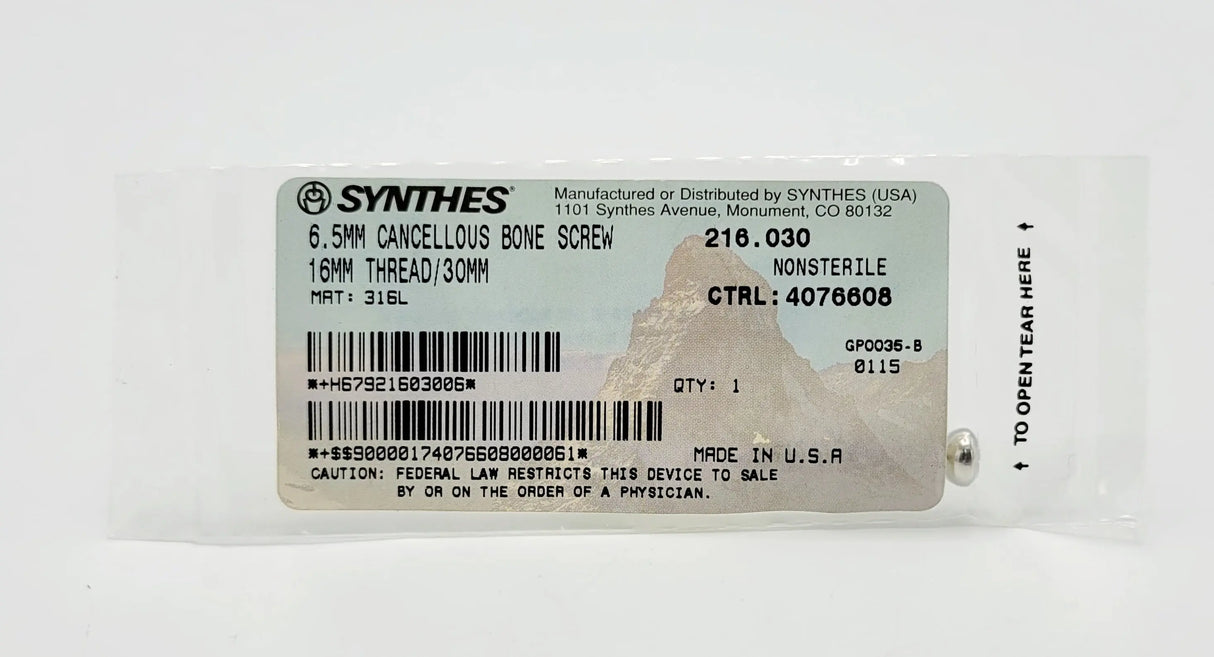 SYNTHES®
Manufactured or Distributed by SYNTHES (USA)
1101 Synthes Avenue, Monument, CO 80132
6.5MM CANCELLOUS BONE SCREW
216.030
16MM THREAD/30MM
NONSTERILE
MAT: 316L
CTRL: 4076608
GP0035-B
0115
*+H67921603006*
QTY: 1
*+$$900000174076608000061*
MADE IN U.S.A
CAUTION: FEDERAL LAW RESTRICTS THIS DEVICE TO SALE
BY OR ON THE ORDER OF A PHYSICIAN.
TO OPEN TEAR HERE